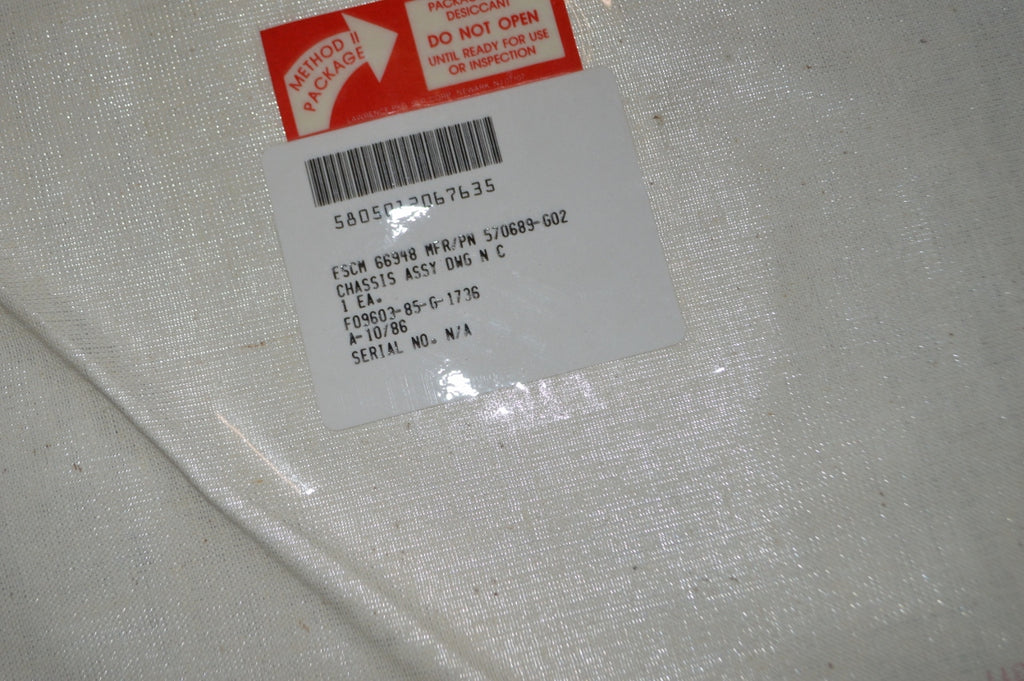 METHOD II
PACKAGE
DESICCANT
DO NOT OPEN
UNTIL READY FOR USE
OR INSPECTION
5805012067635
FSCM 66948 MFR/PN 570689-G02
CHASSIS ASSY DWG N C
1 EA.
F09603-85-G-1736
A-10/86
SERIAL NO. N/A